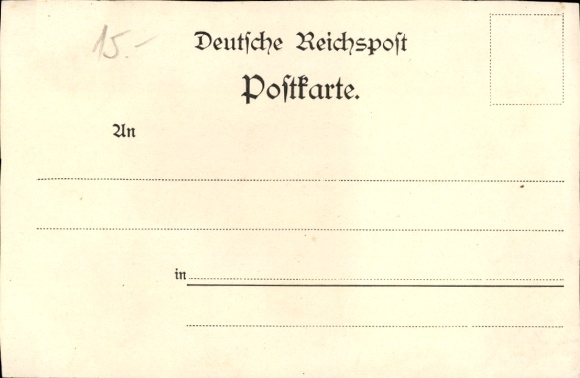 15.-
Deutſche Reichspoſt
Poſtkarte.
An
in